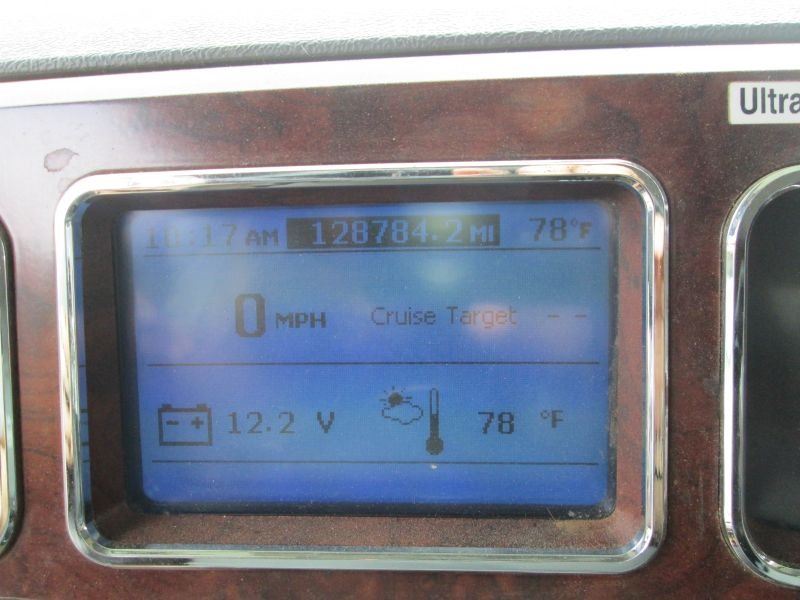 Ultra
10:17 AM 128784.2 MI 78°F
0 MPH Cruise Target - -
- + 12.2 V 78 °F